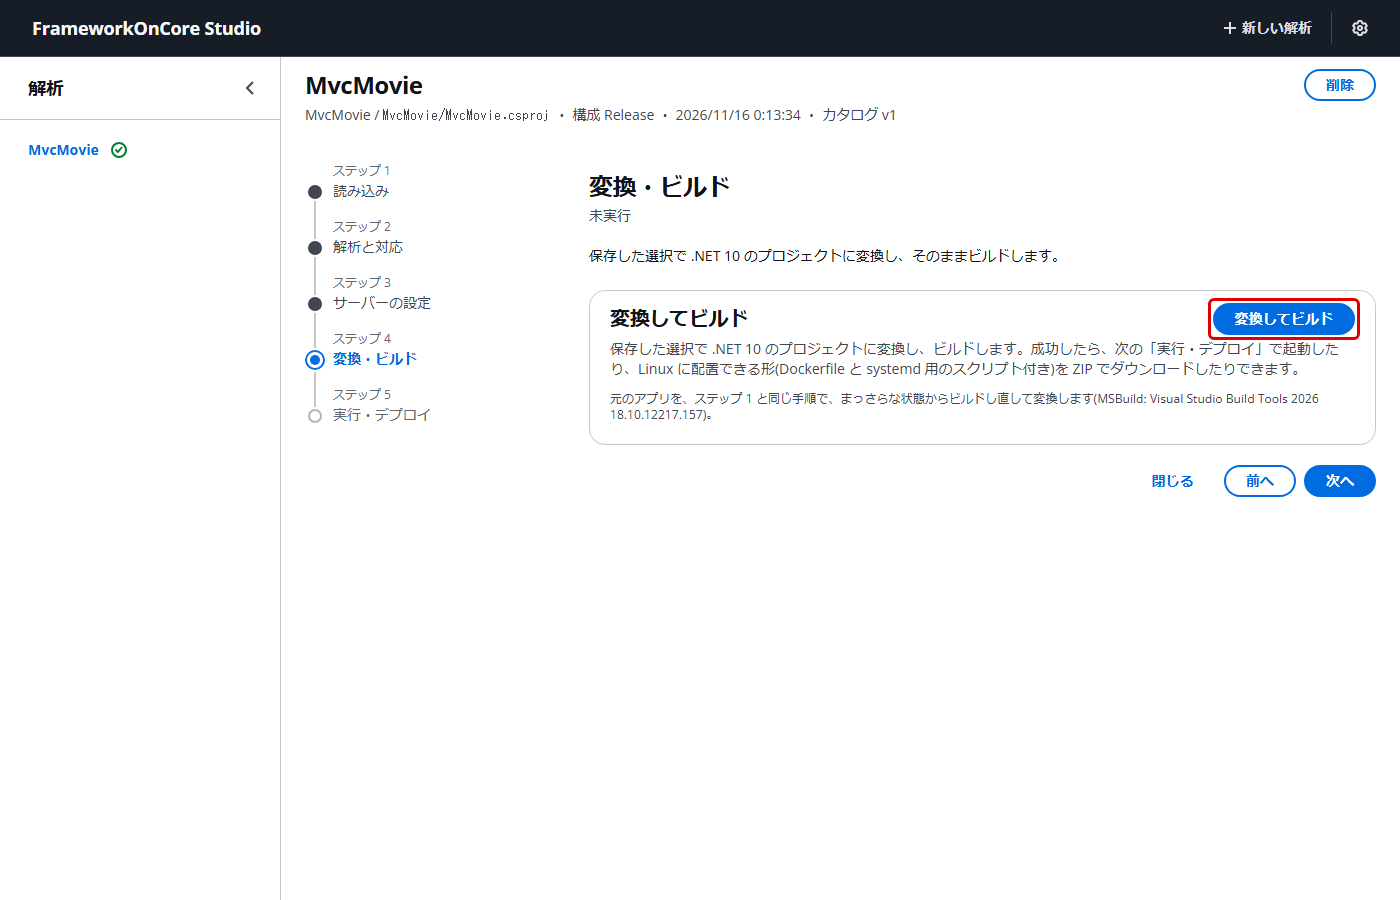 FrameworkOnCore Studio
新しい解析
解析
MvcMovie
MvcMovie
削除
MvcMovie / MvcMovie/MvcMovie.csproj ・ 構成 Release ・ 2026/11/16 0:13:34 ・ カタログ v1
ステップ 1
読み込み
ステップ 2
解析と対応
ステップ 3
サーバーの設定
ステップ 4
変換・ビルド
ステップ 5
実行・デプロイ
変換・ビルド
未実行
保存した選択で .NET 10 のプロジェクトに変換し、そのままビルドします。
変換してビルド
変換してビルド
保存した選択で .NET 10 のプロジェクトに変換し、ビルドします。成功したら、次の「実行・デプロイ」で起動した
り、Linux に配置できる形(Dockerfile と systemd 用のスクリプト付き)を ZIP でダウンロードしたりできます。
元のアプリを、ステップ 1 と同じ手順で、まっさらな状態からビルドし直して変換します(MSBuild: Visual Studio Build Tools 2026
18.10.12217.157)。
閉じる
前へ
次へ